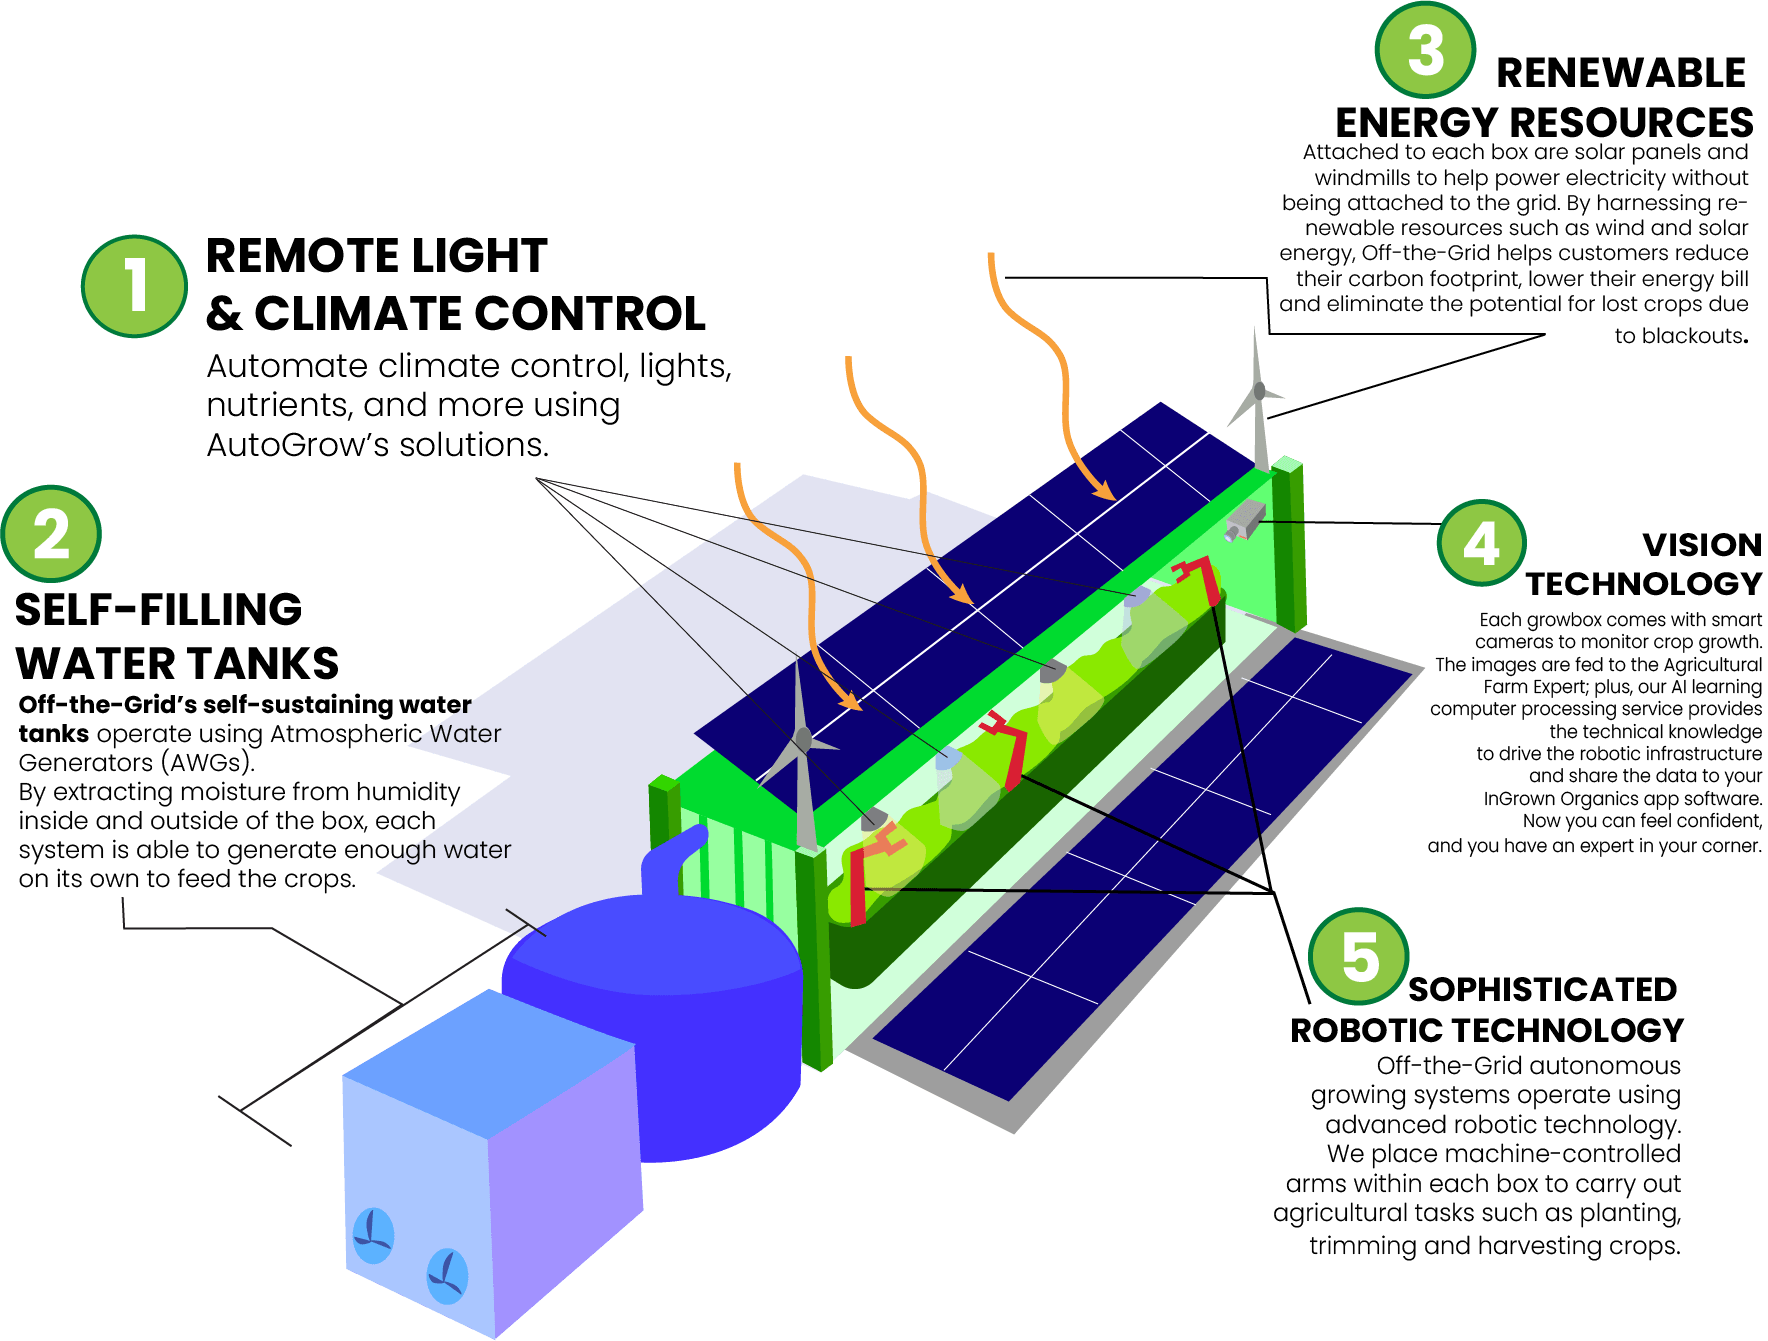 1
REMOTE LIGHT
& CLIMATE CONTROL
Automate climate control, lights,
nutrients, and more using
AutoGrow's solutions.
2
SELF-FILLING
WATER TANKS
Off-the-Grid's self-sustaining water
tanks operate using Atmospheric Water
Generators (AWGs).
By extracting moisture from humidity
inside and outside of the box, each
system is able to generate enough water
on its own to feed the crops.
3
RENEWABLE
ENERGY RESOURCES
Attached to each box are solar panels and
windmills to help power electricity without
being attached to the grid. By harnessing re-
newable resources such as wind and solar
energy, Off-the-Grid helps customers reduce
their carbon footprint, lower their energy bill
and eliminate the potential for lost crops due
to blackouts.
4
VISION
TECHNOLOGY
Each growbox comes with smart
cameras to monitor crop growth.
The images are fed to the Agricultural
Farm Expert; plus, our AI learning
computer processing service provides
the technical knowledge
to drive the robotic infrastructure
and share the data to your
InGrown Organics app software.
Now you can feel confident,
and you have an expert in your corner.
5
SOPHISTICATED
ROBOTIC TECHNOLOGY
Off-the-Grid autonomous
growing systems operate using
advanced robotic technology.
We place machine-controlled
arms within each box to carry out
agricultural tasks such as planting,
trimming and harvesting crops.